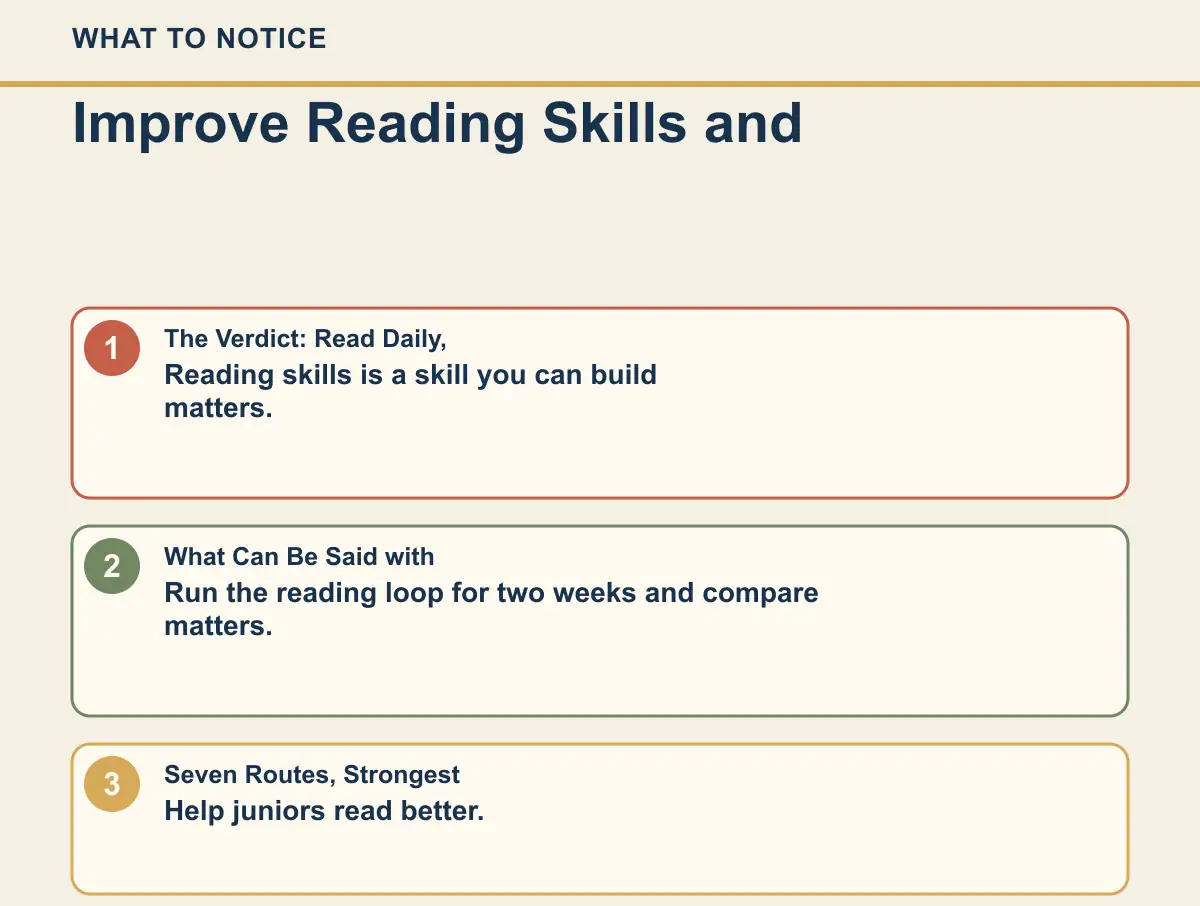 WHAT TO NOTICE
Improve Reading Skills and
1
The Verdict: Read Daily,
Reading skills is a skill you can build
matters.
2
What Can Be Said with
Run the reading loop for two weeks and compare
matters.
3
Seven Routes, Strongest
Help juniors read better.